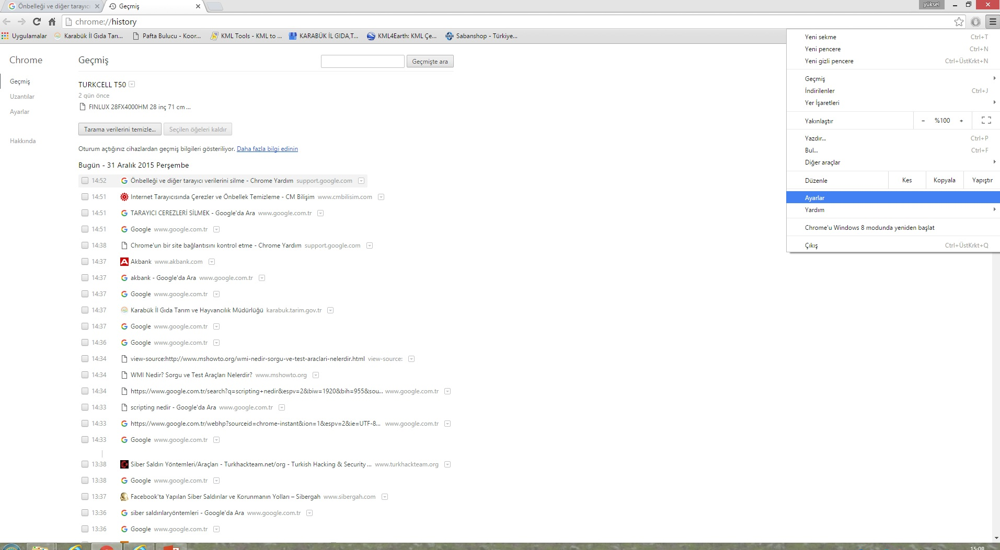 Önbelleği ve diğer tarayıcı
Geçmiş
yüksel
chrome://history
Uygulamalar
Karabük İl Gıda Tarı...
Pafta Bulucu - Koor...
KML Tools - KML to ...
KARABÜK İL GIDA,T...
KML4Earth: KML Çe...
Sabanshop - Türkiye...
Chrome
Geçmiş
Uzantılar
Ayarlar
Hakkında
Geçmiş
Geçmişte ara
TURKCELL T50
2 gün önce
FINLUX 28FX4000HM 28 inç 71 cm ...
Tarama verilerini temizle...
Seçilen öğeleri kaldır
Oturum açtığınız cihazlardan geçmiş bilgileri gösteriliyor. Daha fazla bilgi edinin
Bugün - 31 Aralık 2015 Perşembe
14:52 Önbelleği ve diğer tarayıcı verilerini silme - Chrome Yardım support.google.com
14:51 Internet Tarayıcısında Çerezler ve Önbellek Temizleme - CM Bilişim www.cmbilisim.com
14:51 TARAYICI CEREZLERİ SİLMEK - Google'da Ara www.google.com.tr
14:51 Google www.google.com.tr
14:38 Chrome'un bir site bağlantısını kontrol etme - Chrome Yardım support.google.com
14:37 Akbank www.akbank.com
14:37 akbank - Google'da Ara www.google.com.tr
14:37 Google www.google.com.tr
14:37 Karabük İl Gıda Tarım ve Hayvancılık Müdürlüğü karabuk.tarim.gov.tr
14:37 Google www.google.com.tr
14:36 Google www.google.com.tr
14:34 view-source:http://www.mshowto.org/wmi-nedir-sorgu-ve-test-araclari-nelerdir.html view-source:
14:34 WMI Nedir? Sorgu ve Test Araçları Nelerdir? www.mshowto.org
14:34 https://www.google.com.tr/search?q=scripting+nedir&espv=2&biw=1920&bih=955&sou... www.google.com.tr
14:33 scripting nedir - Google'da Ara www.google.com.tr
14:33 https://www.google.com.tr/webhp?sourceid=chrome-instant&ion=1&espv=2&ie=UTF-8... www.google.com.tr
14:33 Google www.google.com.tr
13:38 Siber Saldırı Yöntemleri/Araçları - Turkhackteam.net/org - Turkish Hacking & Security ... www.turkhackteam.org
13:38 Google www.google.com.tr
13:37 Facebook'ta Yapılan Siber Saldırılar ve Korunmanın Yolları – Sibergah www.sibergah.com
13:36 siber saldırılaryöntemleri - Google'da Ara www.google.com.tr
13:36 Google www.google.com.tr
Yeni sekme Ctrl+T
Yeni pencere Ctrl+N
Yeni gizli pencere Ctrl+ÜstKrkt+N
Geçmiş
İndirilenler Ctrl+J
Yer İşaretleri
Yakınlaştır - %100 +
Yazdır... Ctrl+P
Bul... Ctrl+F
Diğer araçlar
Düzenle Kes Kopyala Yapıştır
Ayarlar
Yardım
Chrome'u Windows 8 modunda yeniden başlat
Çıkış Ctrl+ÜstKrkt+Q
15:08